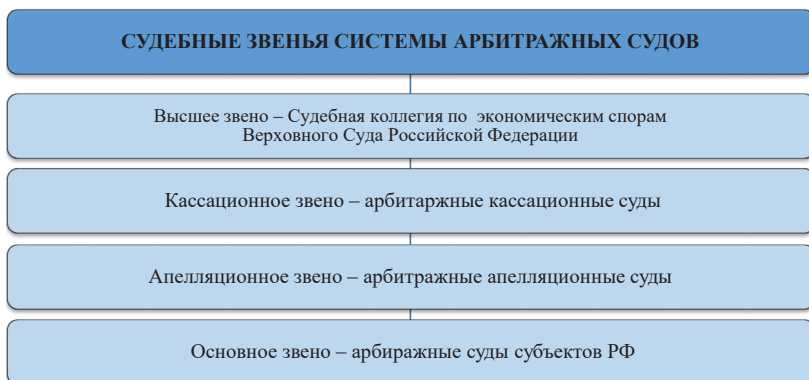 СУДЕБНЫЕ ЗВЕНЬЯ СИСТЕМЫ АРБИТРАЖНЫХ СУДОВ
Высшее звено – Судебная коллегия по экономическим спорам
Верховного Суда Российской Федерации
Кассационное звено – арбитаржные кассационные суды
Апелляционное звено – арбитражные апелляционные суды
Основное звено – арбиражные суды субъектов РФ